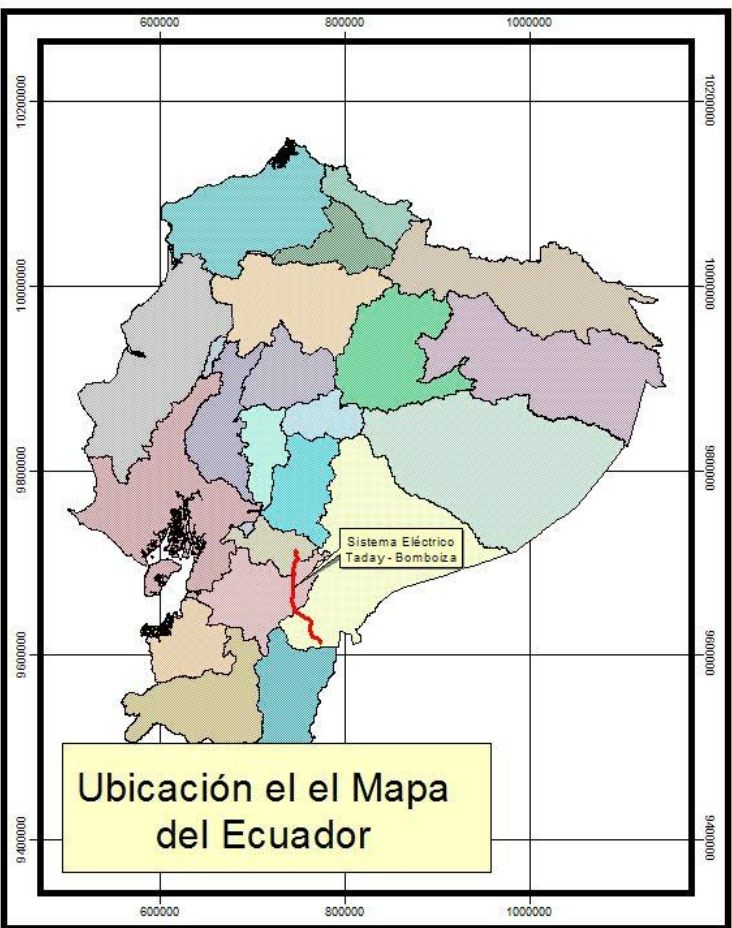 600000 800000 1000000
10200000 10200000
10000000 10000000
9800000 9800000
Sistema Eléctrico
Taday - Bomboiza
9600000 9600000
Ubicación el el Mapa
del Ecuador
9400000 9400000
600000 800000 1000000